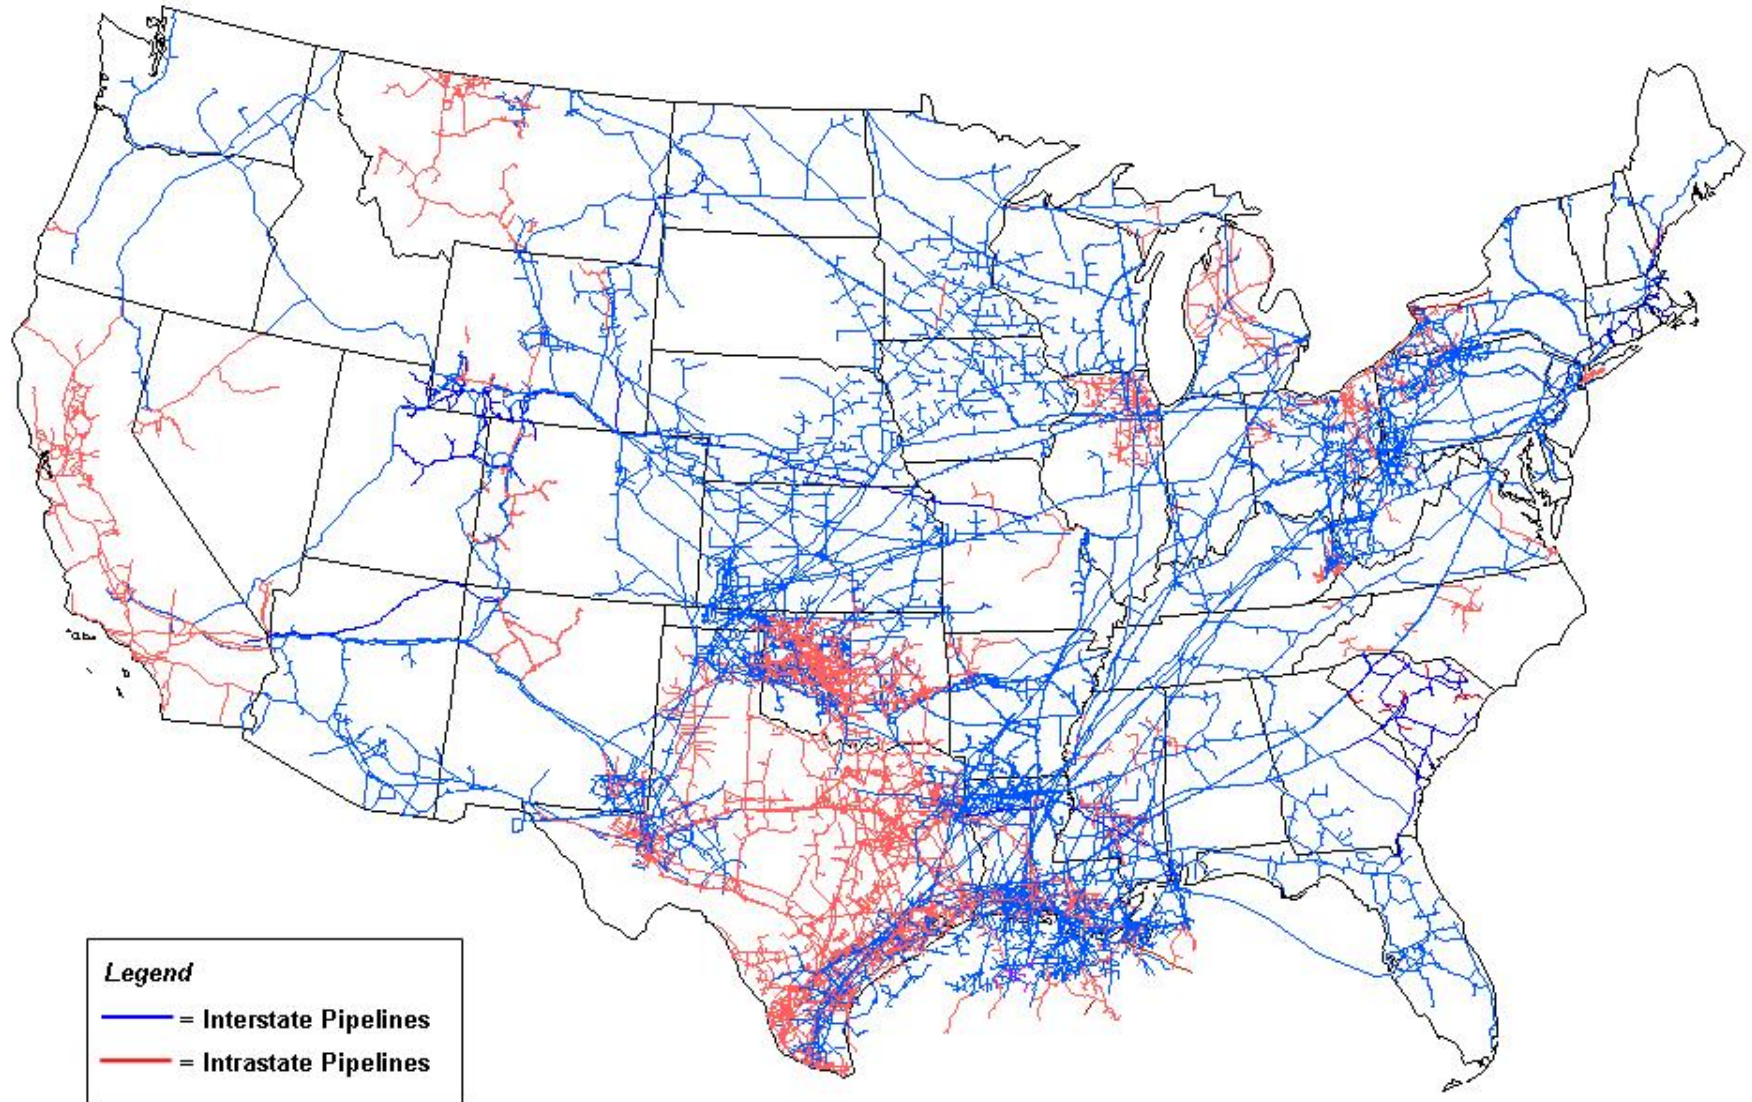 Legend
= Interstate Pipelines
= Intrastate Pipelines